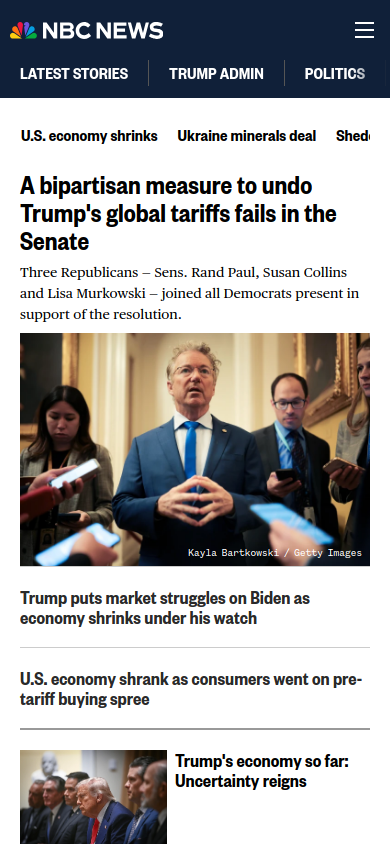 NBC NEWS
LATEST STORIES TRUMP ADMIN POLITICS
U.S. economy shrinks Ukraine minerals deal Shed
A bipartisan measure to undo
Trump's global tariffs fails in the
Senate
Three Republicans — Sens. Rand Paul, Susan Collins
and Lisa Murkowski — joined all Democrats present in
support of the resolution.
Kayla Bartkowski / Getty Images
Trump puts market struggles on Biden as
economy shrinks under his watch
U.S. economy shrank as consumers went on pre-
tariff buying spree
Trump's economy so far:
Uncertainty reigns